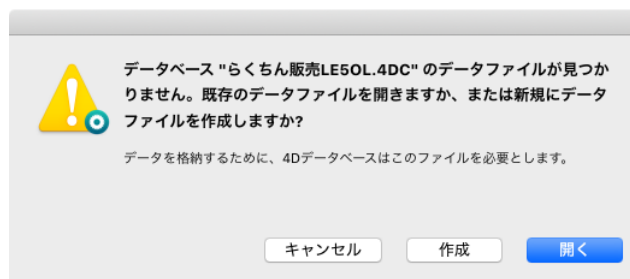 データベース "らくちん販売LE5OL.4DC" のデータファイルが見つか
りません。既存のデータファイルを開きますか、または新規にデータ
ファイルを作成しますか?
データを格納するために、4Dデータベースはこのファイルを必要とします。
キャンセル 作成 開く